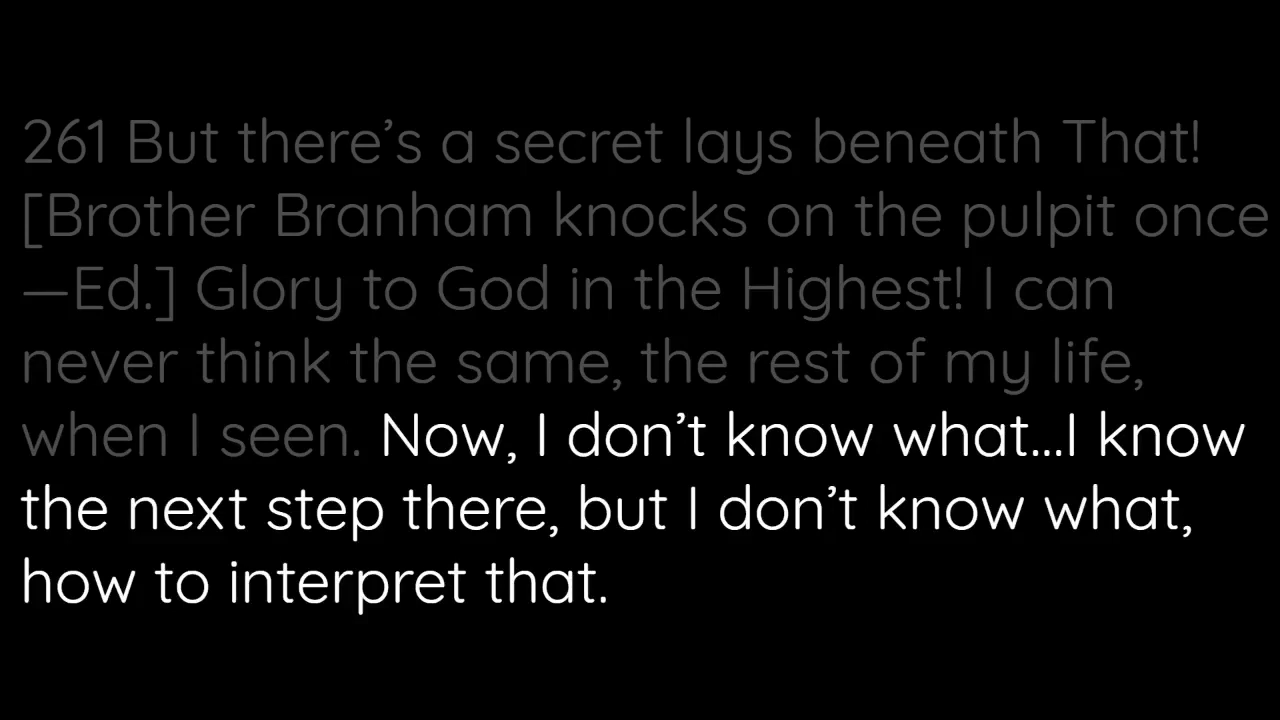 261 But there’s a secret lays beneath That!
[Brother Branham knocks on the pulpit once
—Ed.] Glory to God in the Highest! I can
never think the same, the rest of my life,
when I seen. Now, I don’t know what...I know
the next step there, but I don’t know what,
how to interpret that.